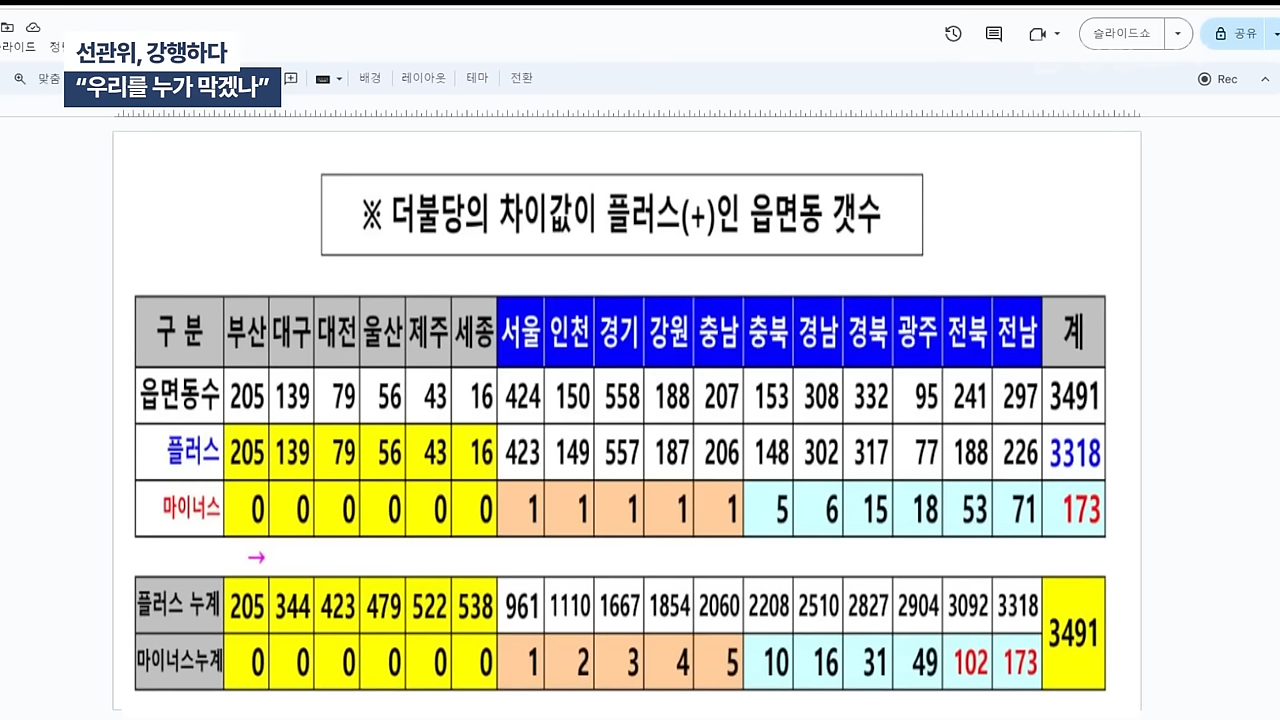 선관위, 강행하다
“우리를 누가 막겠나”
슬라이드쇼
공유
맞춤
배경 레이아웃 테마 전환
Rec
※ 더불당의 차이값이 플러스(+)인 읍면동 갯수
구 분 부산 대구 대전 울산 제주 세종 서울 인천 경기 강원 충남 충북 경남 경북 광주 전북 전남 계
읍면동수 205 139 79 56 43 16 424 150 558 188 207 153 308 332 95 241 297 3491
플러스 205 139 79 56 43 16 423 149 557 187 206 148 302 317 77 188 226 3318
마이너스 0 0 0 0 0 0 1 1 1 1 1 5 6 15 18 53 71 173
→
플러스 누계 205 344 423 479 522 538 961 1110 1667 1854 2060 2208 2510 2827 2904 3092 3318 3491
마이너스누계 0 0 0 0 0 0 1 2 3 4 5 10 16 31 49 102 173